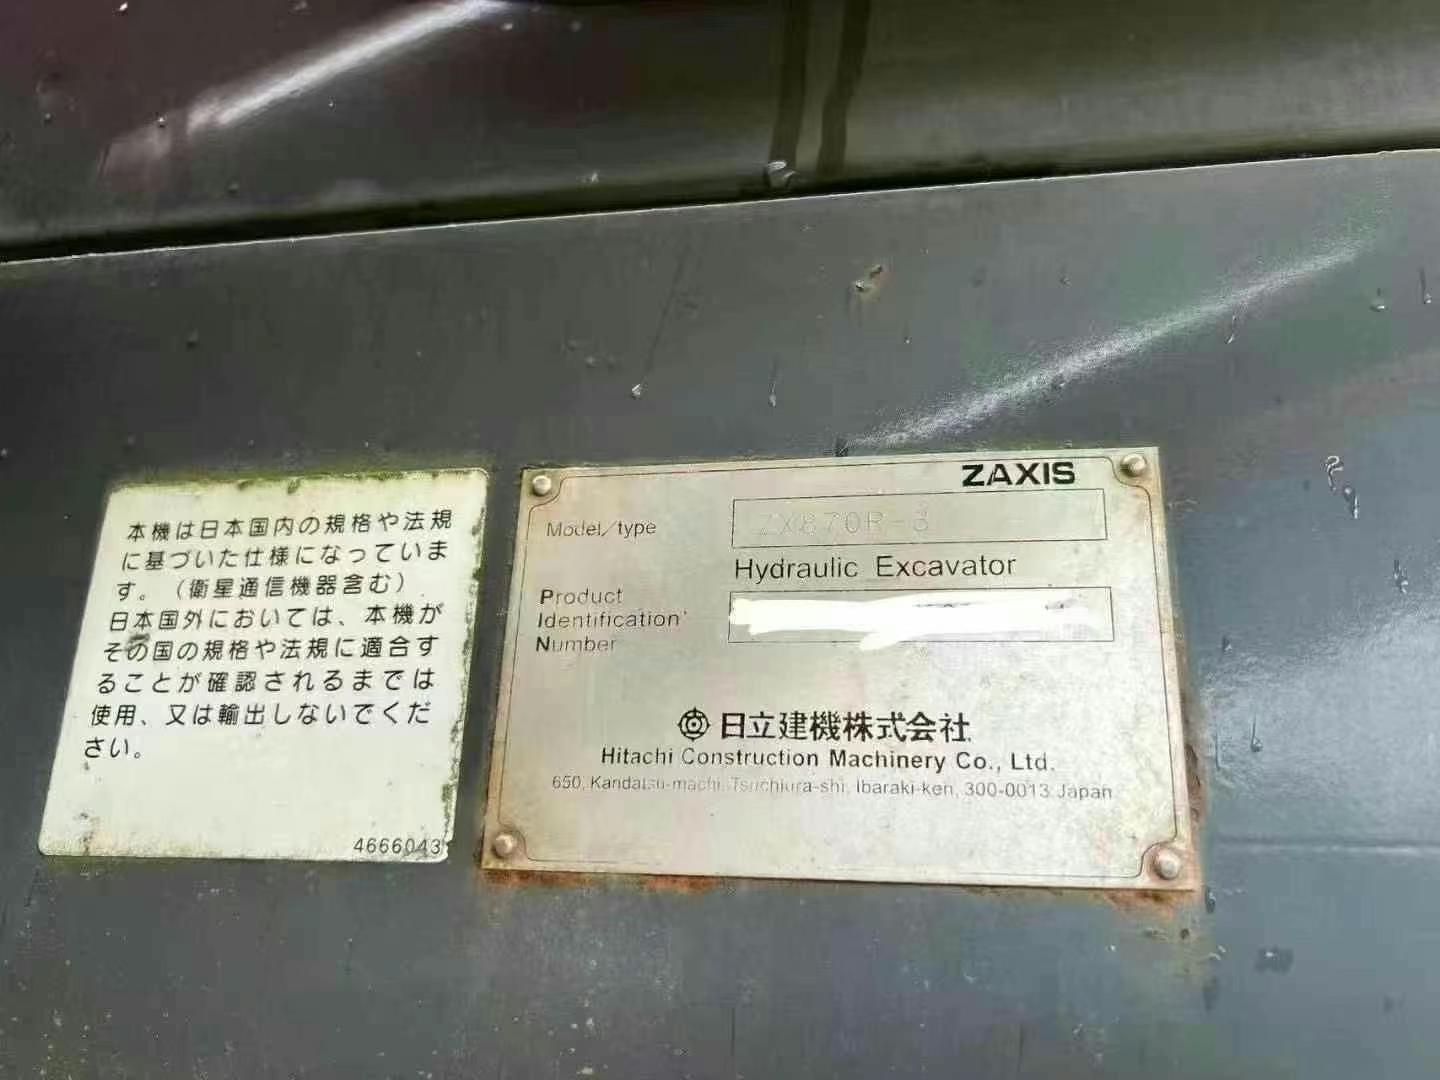 本機は日本国内の規格や法規
に基づいた仕様になっていま
す。（衛星通信機器含む）
日本国外においては、本機が
その国の規格や法規に適合す
ることが確認されるまでは
使用、又は輸出しないでくだ
さい。
4666043
ZAXIS
Model/type ZX870R-3
Hydraulic Excavator
Product
Identification
Number
日立建機株式会社
Hitachi Construction Machinery Co., Ltd.
650, Kandatsu-machi, Tsuchiura-shi, Ibaraki-ken, 300-0013 Japan